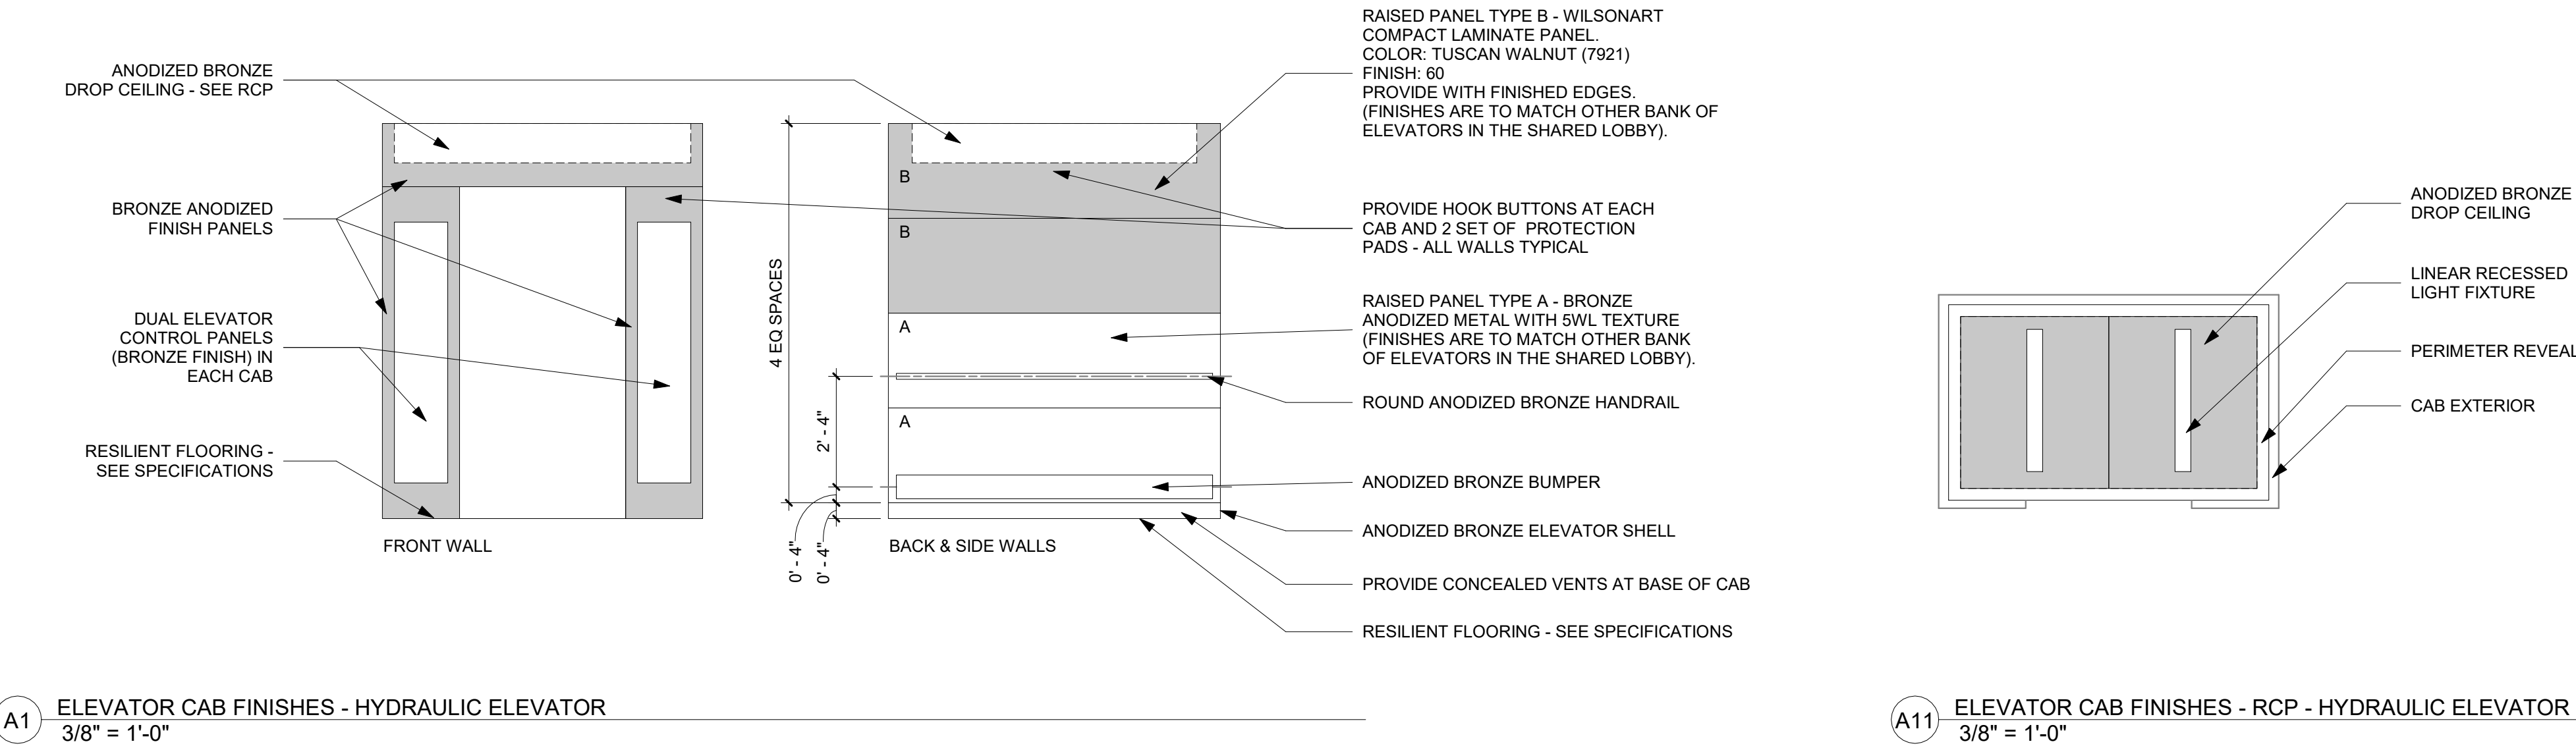 ANODIZED BRONZE
DROP CEILING - SEE RCP
BRONZE ANODIZED
FINISH PANELS
DUAL ELEVATOR
CONTROL PANELS
(BRONZE FINISH) IN
EACH CAB
RESILIENT FLOORING -
SEE SPECIFICATIONS
FRONT WALL
4 EQ SPACES
2' - 4"
0' - 4"
0' - 4"
B
B
A
A
BACK & SIDE WALLS
RAISED PANEL TYPE B - WILSONART
COMPACT LAMINATE PANEL.
COLOR: TUSCAN WALNUT (7921)
FINISH: 60
PROVIDE WITH FINISHED EDGES.
(FINISHES ARE TO MATCH OTHER BANK OF
ELEVATORS IN THE SHARED LOBBY).
PROVIDE HOOK BUTTONS AT EACH
CAB AND 2 SET OF PROTECTION
PADS - ALL WALLS TYPICAL
RAISED PANEL TYPE A - BRONZE
ANODIZED METAL WITH 5WL TEXTURE
(FINISHES ARE TO MATCH OTHER BANK
OF ELEVATORS IN THE SHARED LOBBY).
ROUND ANODIZED BRONZE HANDRAIL
ANODIZED BRONZE BUMPER
ANODIZED BRONZE ELEVATOR SHELL
PROVIDE CONCEALED VENTS AT BASE OF CAB
RESILIENT FLOORING - SEE SPECIFICATIONS
A1
ELEVATOR CAB FINISHES - HYDRAULIC ELEVATOR
3/8" = 1'-0"
ANODIZED BRONZE
DROP CEILING
LINEAR RECESSED
LIGHT FIXTURE
PERIMETER REVEAL
CAB EXTERIOR
A11
ELEVATOR CAB FINISHES - RCP - HYDRAULIC ELEVATOR
3/8" = 1'-0"